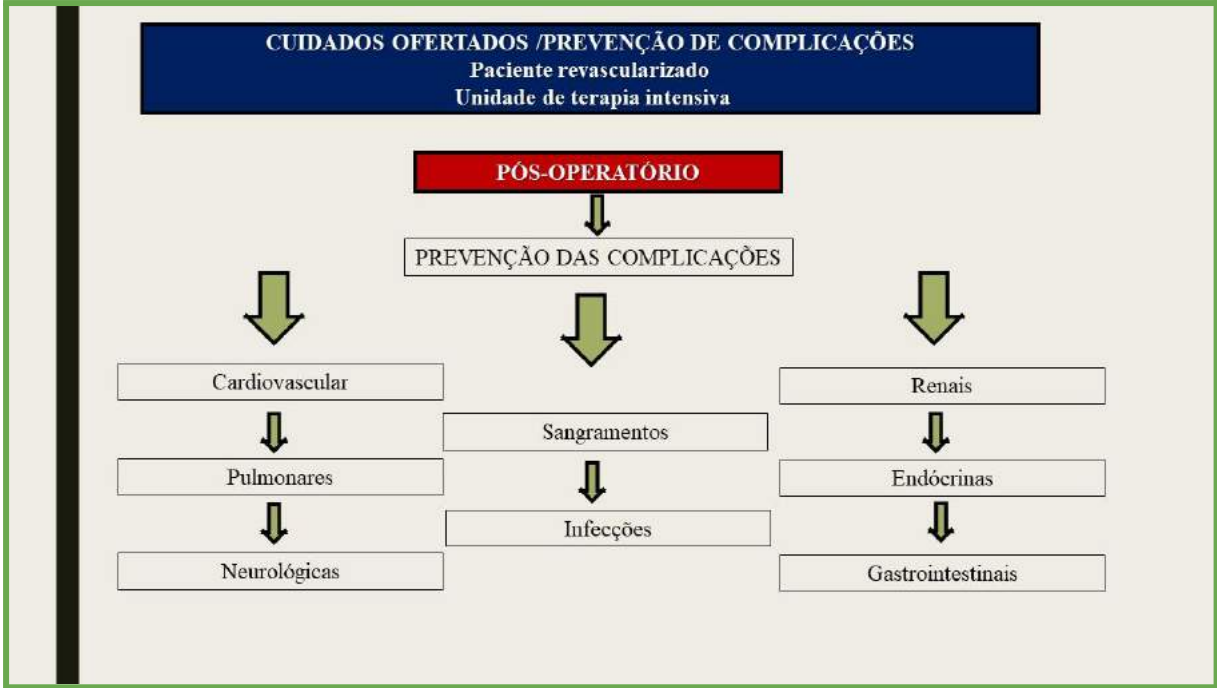 CUIDADOS OFERTADOS /PREVENÇÃO DE COMPLICAÇÕES
Paciente revascularizado
Unidade de terapia intensiva
PÓS-OPERATÓRIO
PREVENÇÃO DAS COMPLICAÇÕES
Cardiovascular
Pulmonares
Neurológicas
Sangramentos
Infecções
Renais
Endócrinas
Gastrointestinais